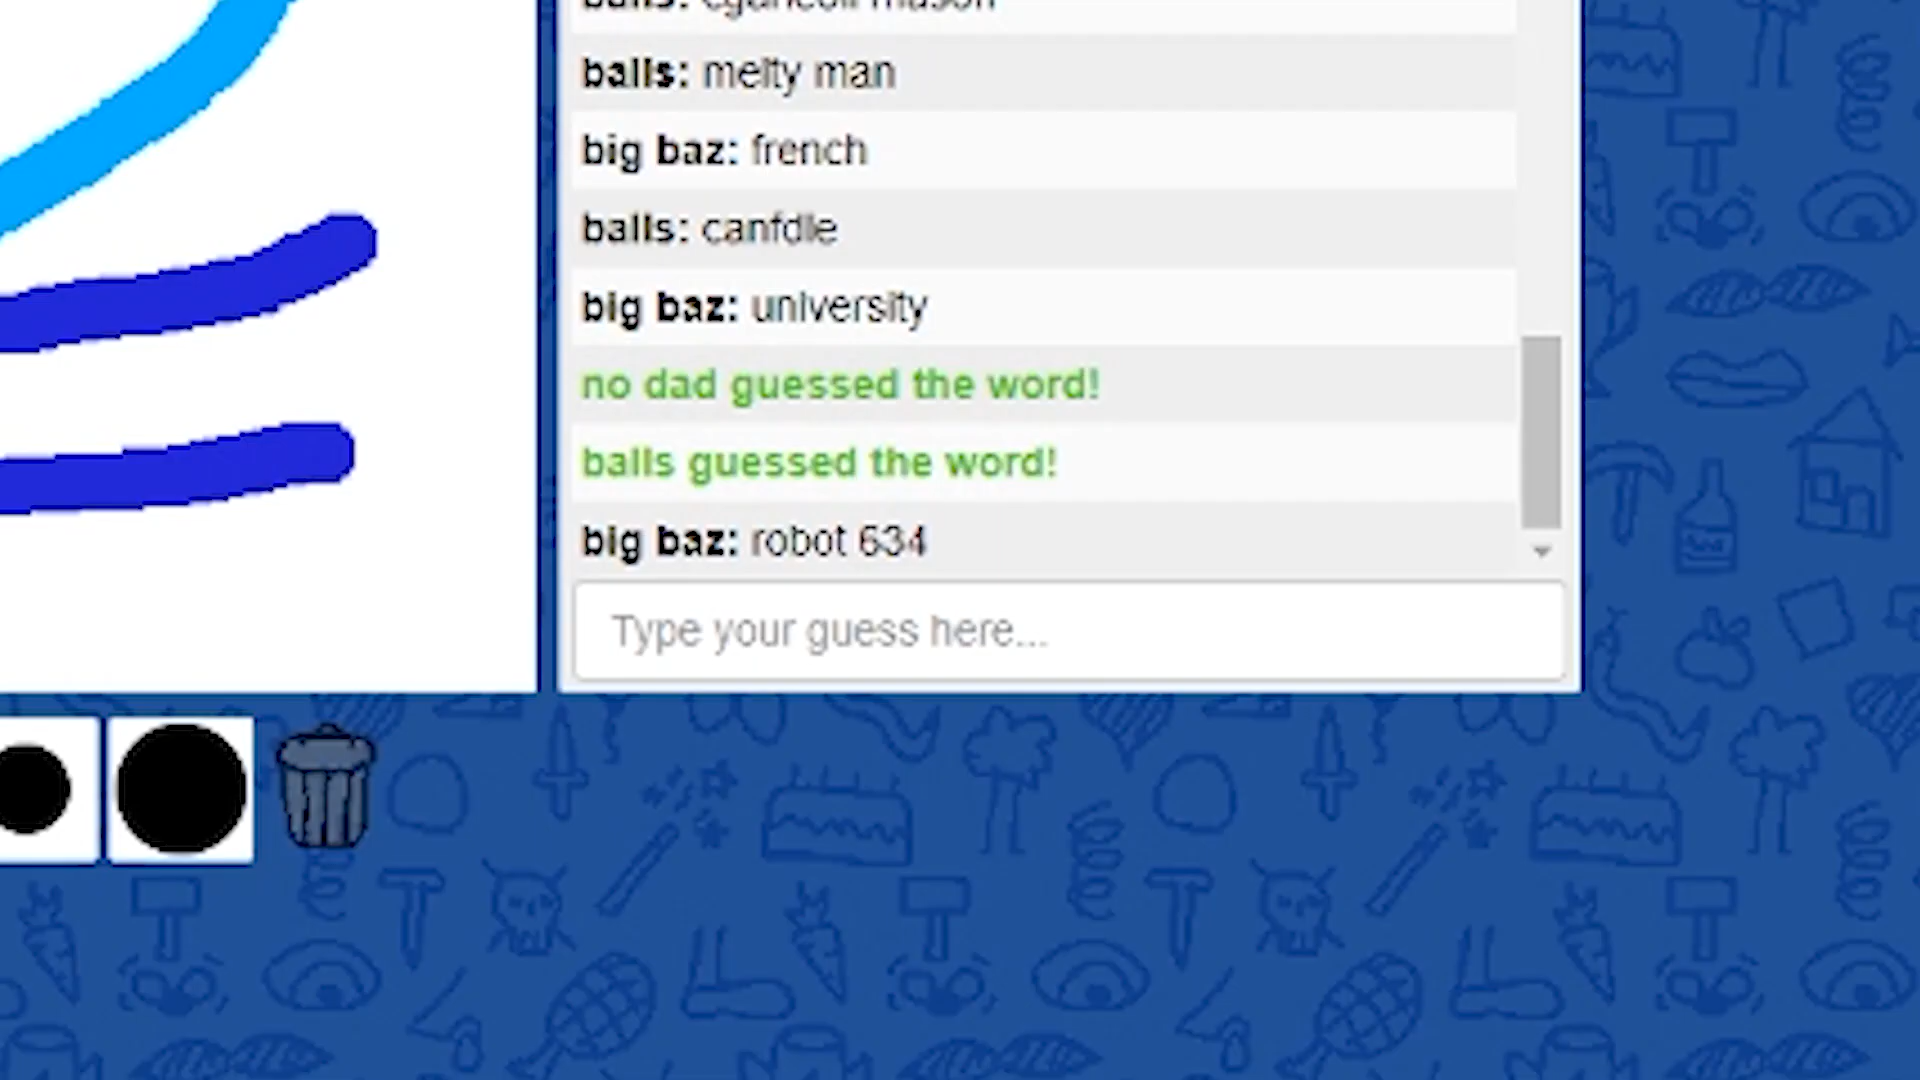 balls:
balls: melty man
big baz: french
balls: canfdle
big baz: university
no dad guessed the word!
balls guessed the word!
big baz: robot 634
Type your guess here...